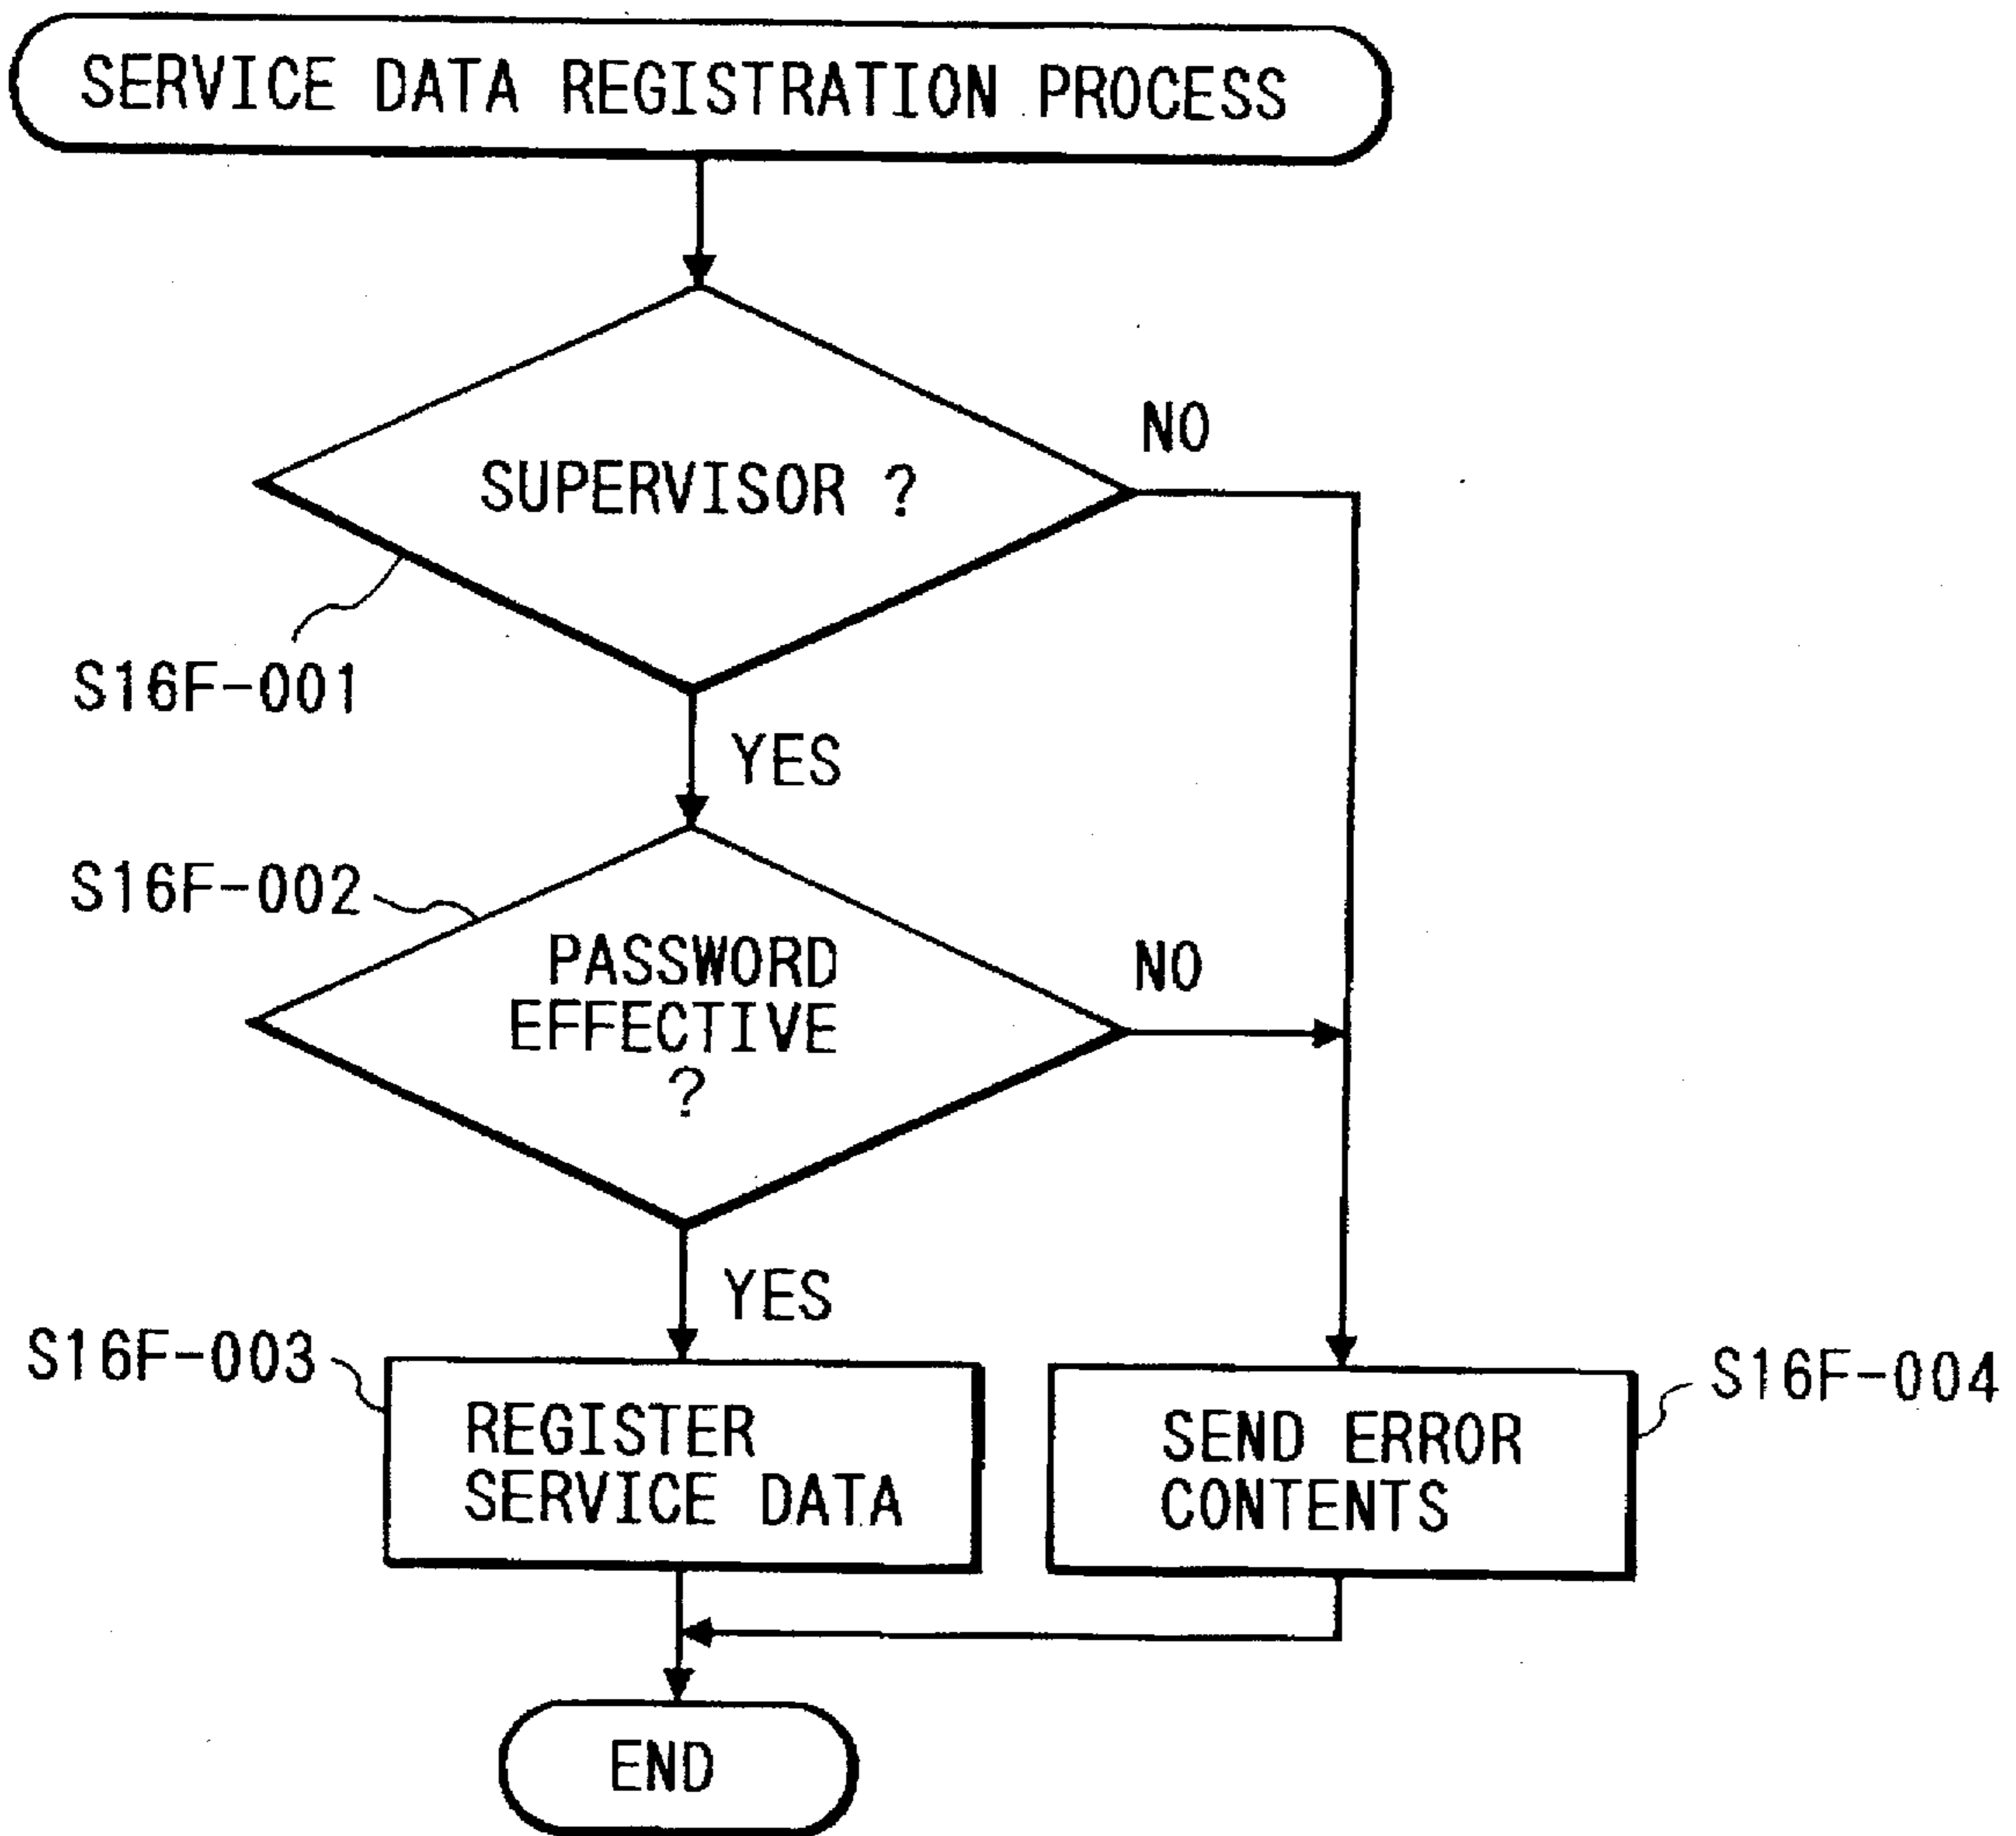 SERVICE DATA REGISTRATION PROCESS
SUPERVISOR ?
NO
S16F-001
YES
S16F-002
PASSWORD
EFFECTIVE
?
NO
YES
S16F-003
REGISTER
SERVICE DATA
SEND ERROR
CONTENTS
S16F-004
END